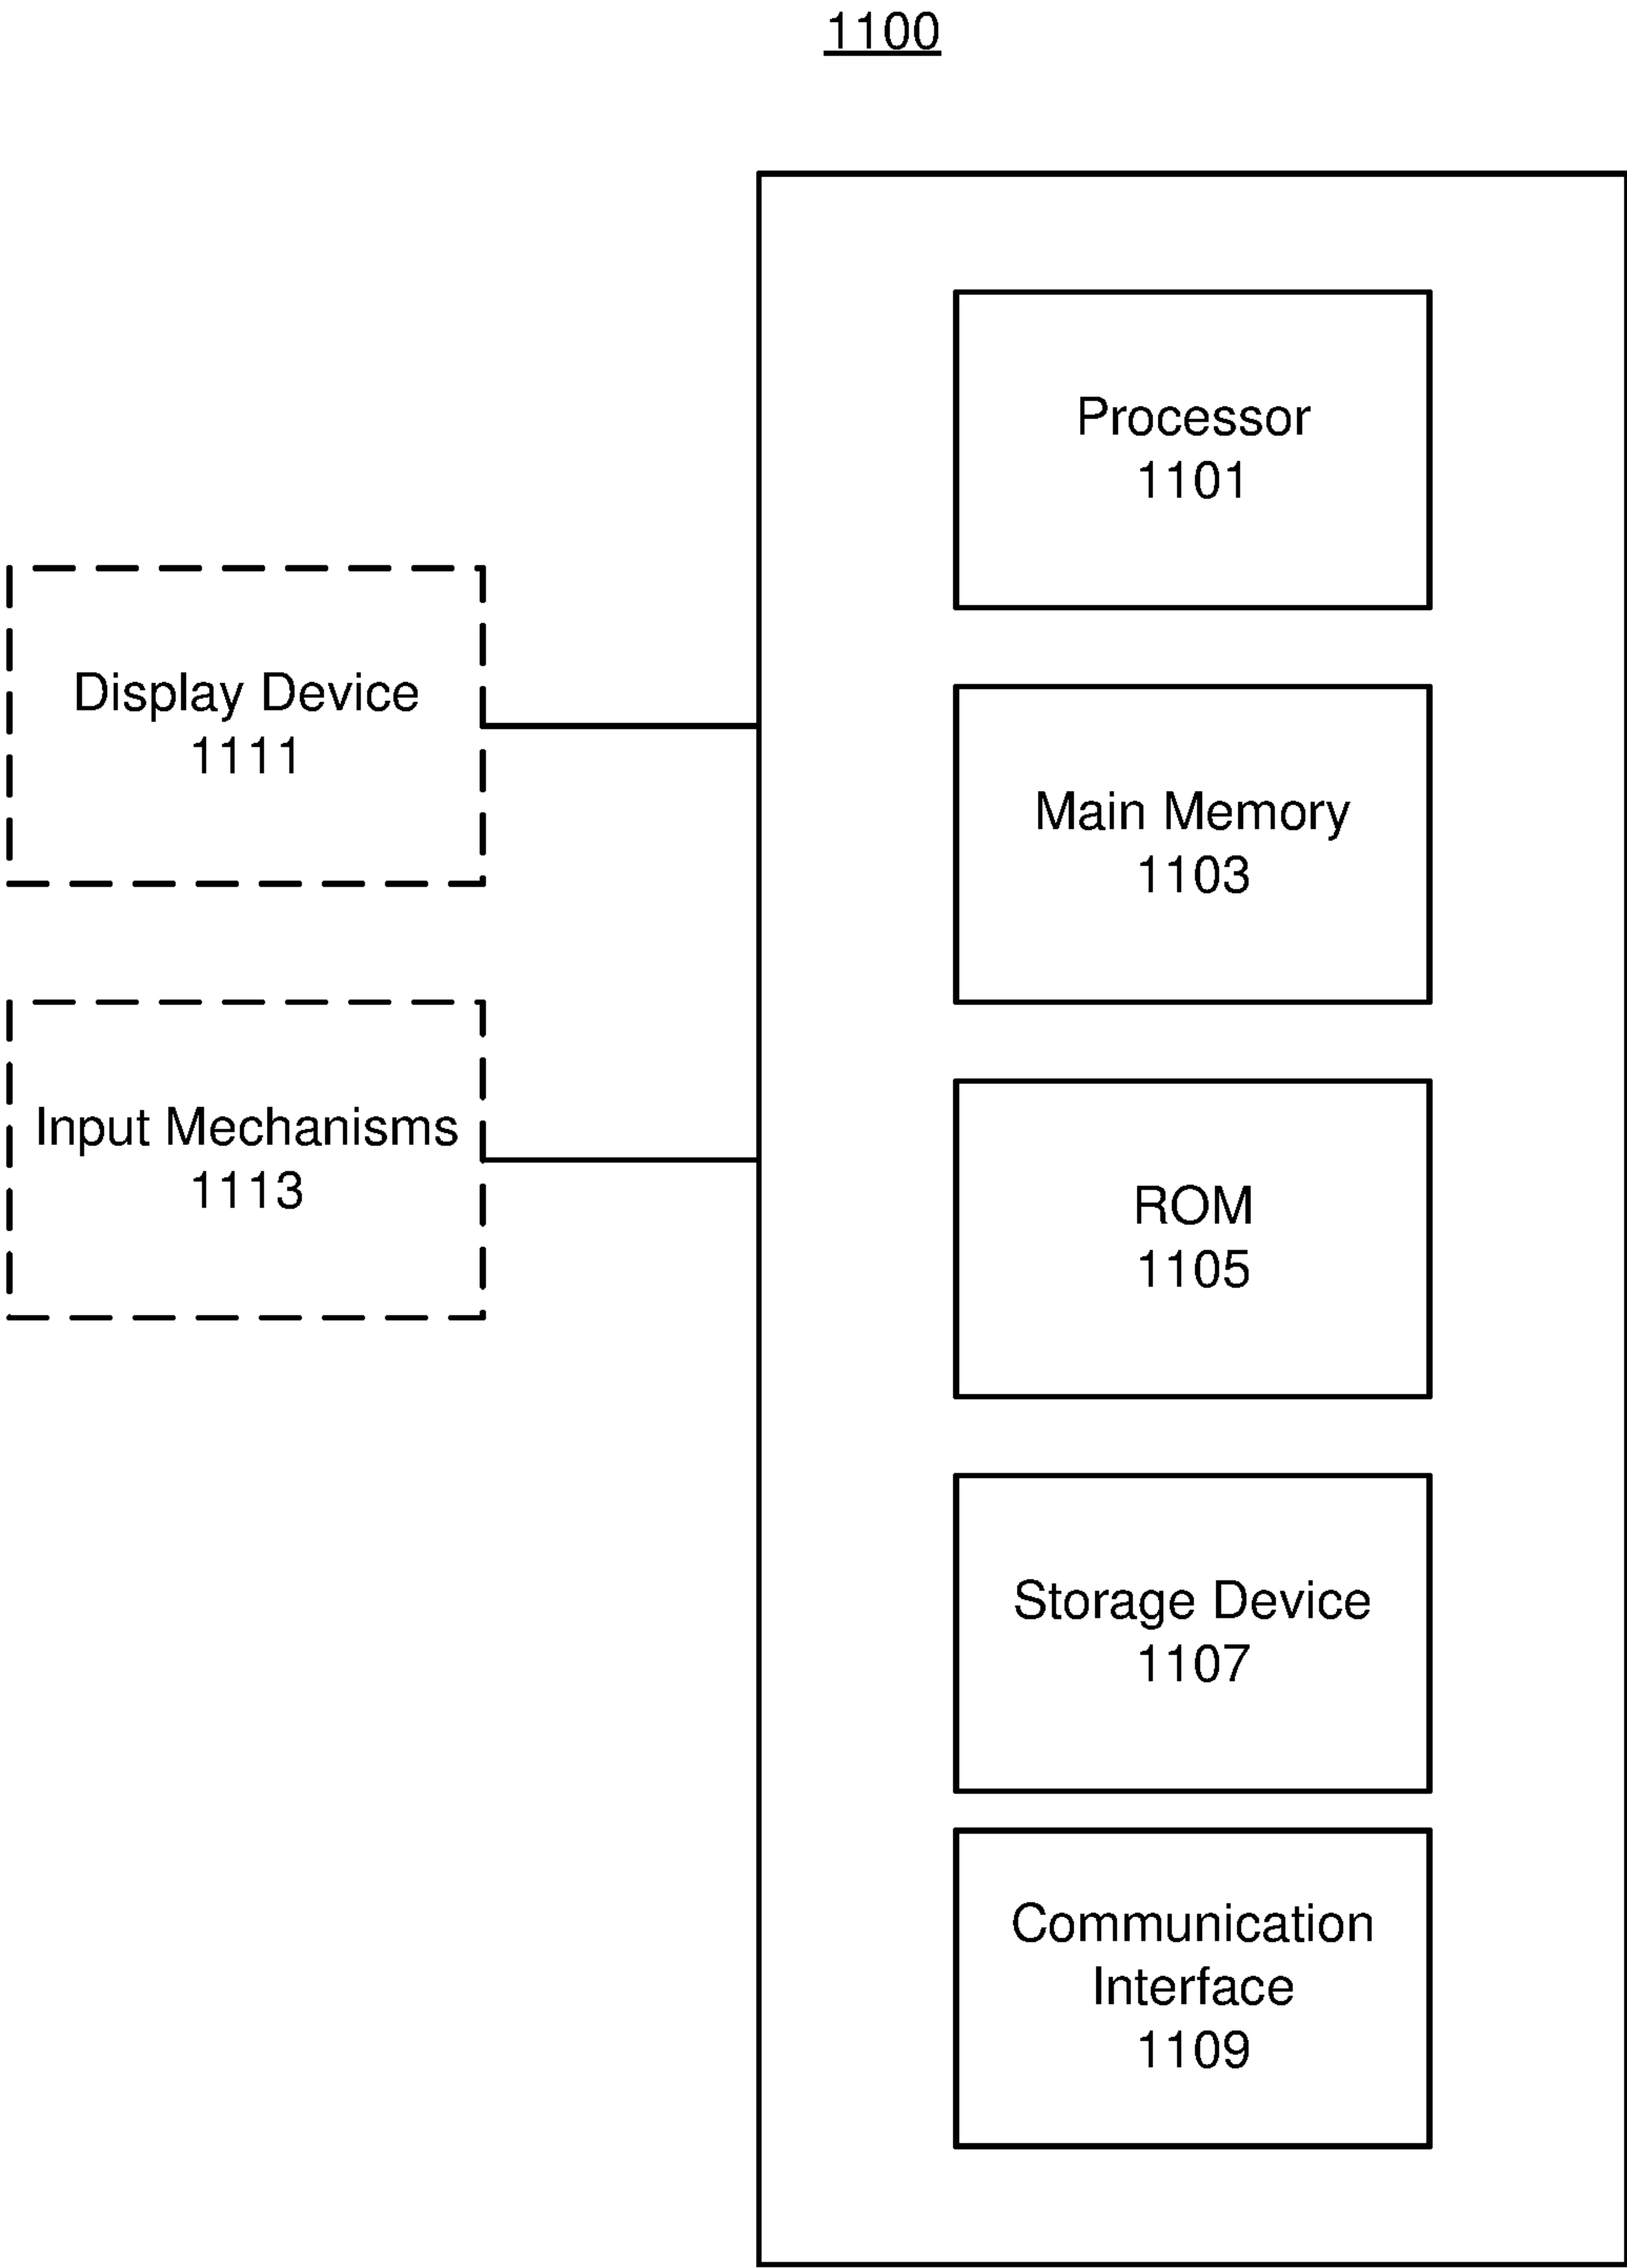 1100
Processor
1101
Display Device
1111
Main Memory
1103
Input Mechanisms
1113
ROM
1105
Storage Device
1107
Communication
Interface
1109